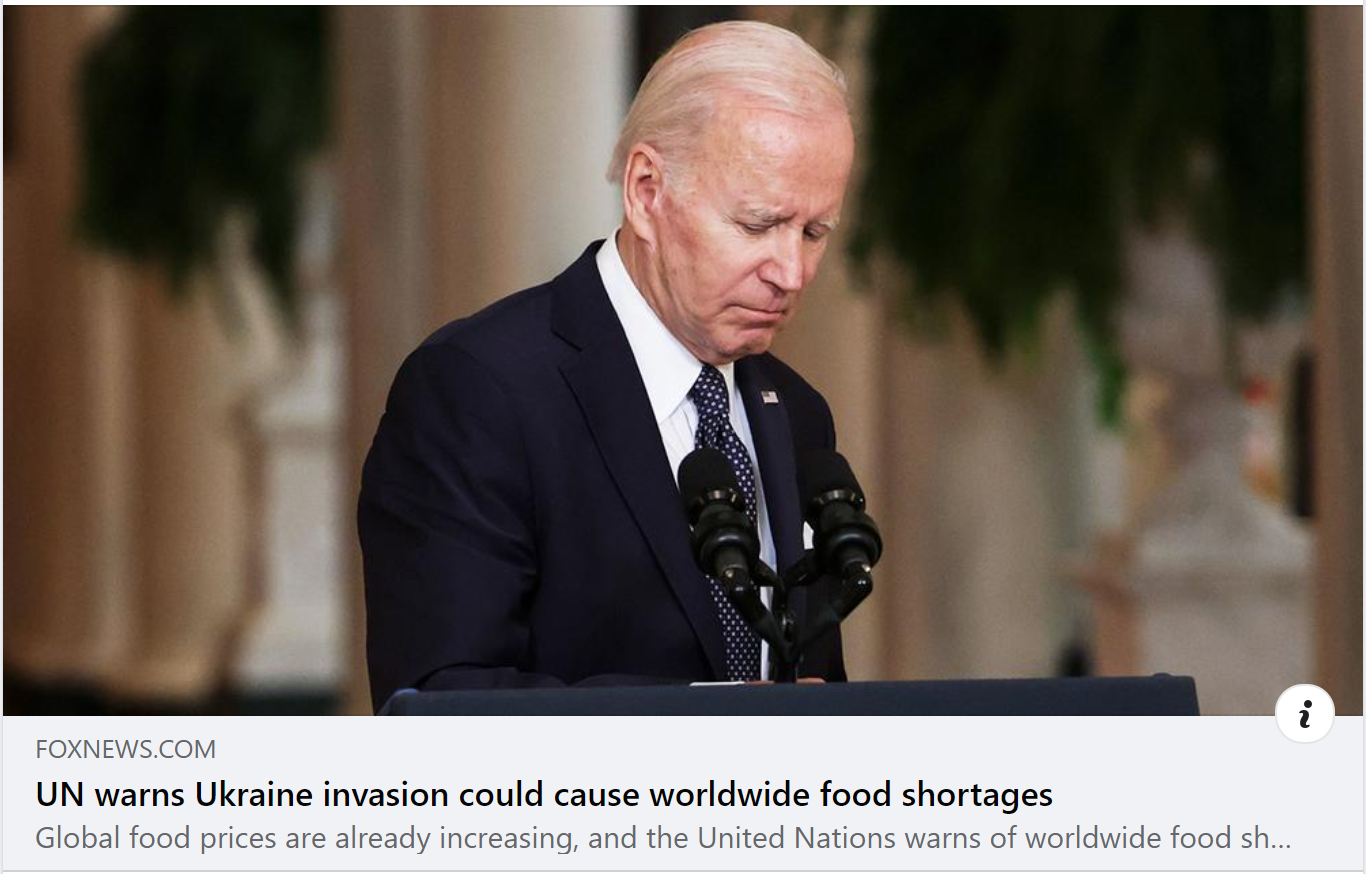 FOXNEWS.COM
UN warns Ukraine invasion could cause worldwide food shortages
Global food prices are already increasing, and the United Nations warns of worldwide food sh...
i